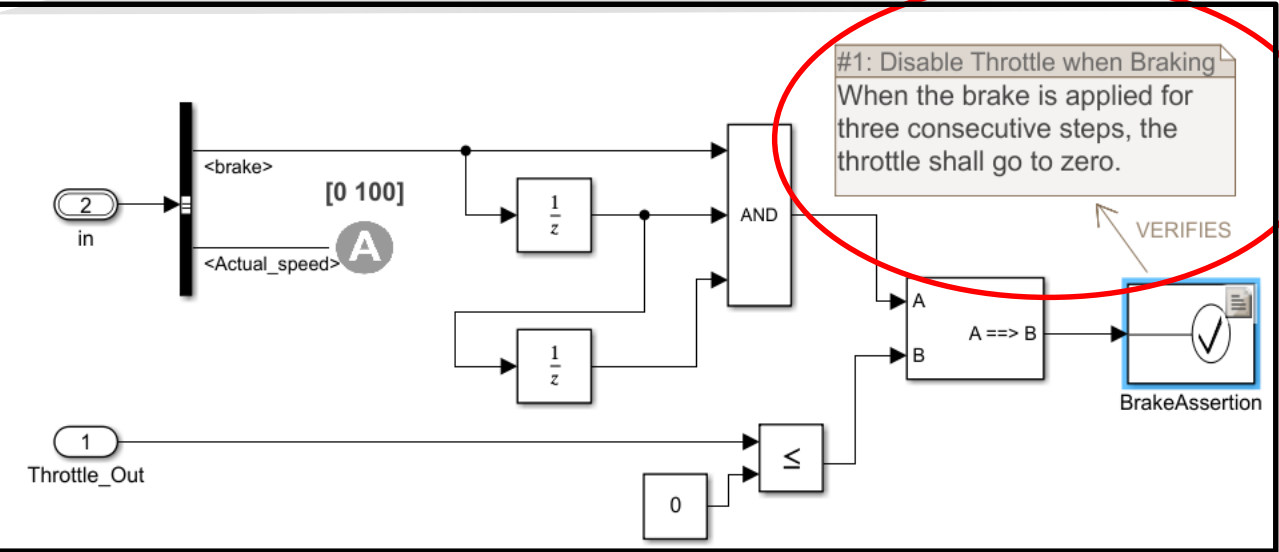 #1: Disable Throttle when Braking
When the brake is applied for
three consecutive steps, the
throttle shall go to zero.
VERIFIES
2
in
<brake>
[0 100]
A
<Actual_speed>
1
z
1
z
AND
A
B
A ==> B
BrakeAssertion
1
Throttle_Out
≤
0